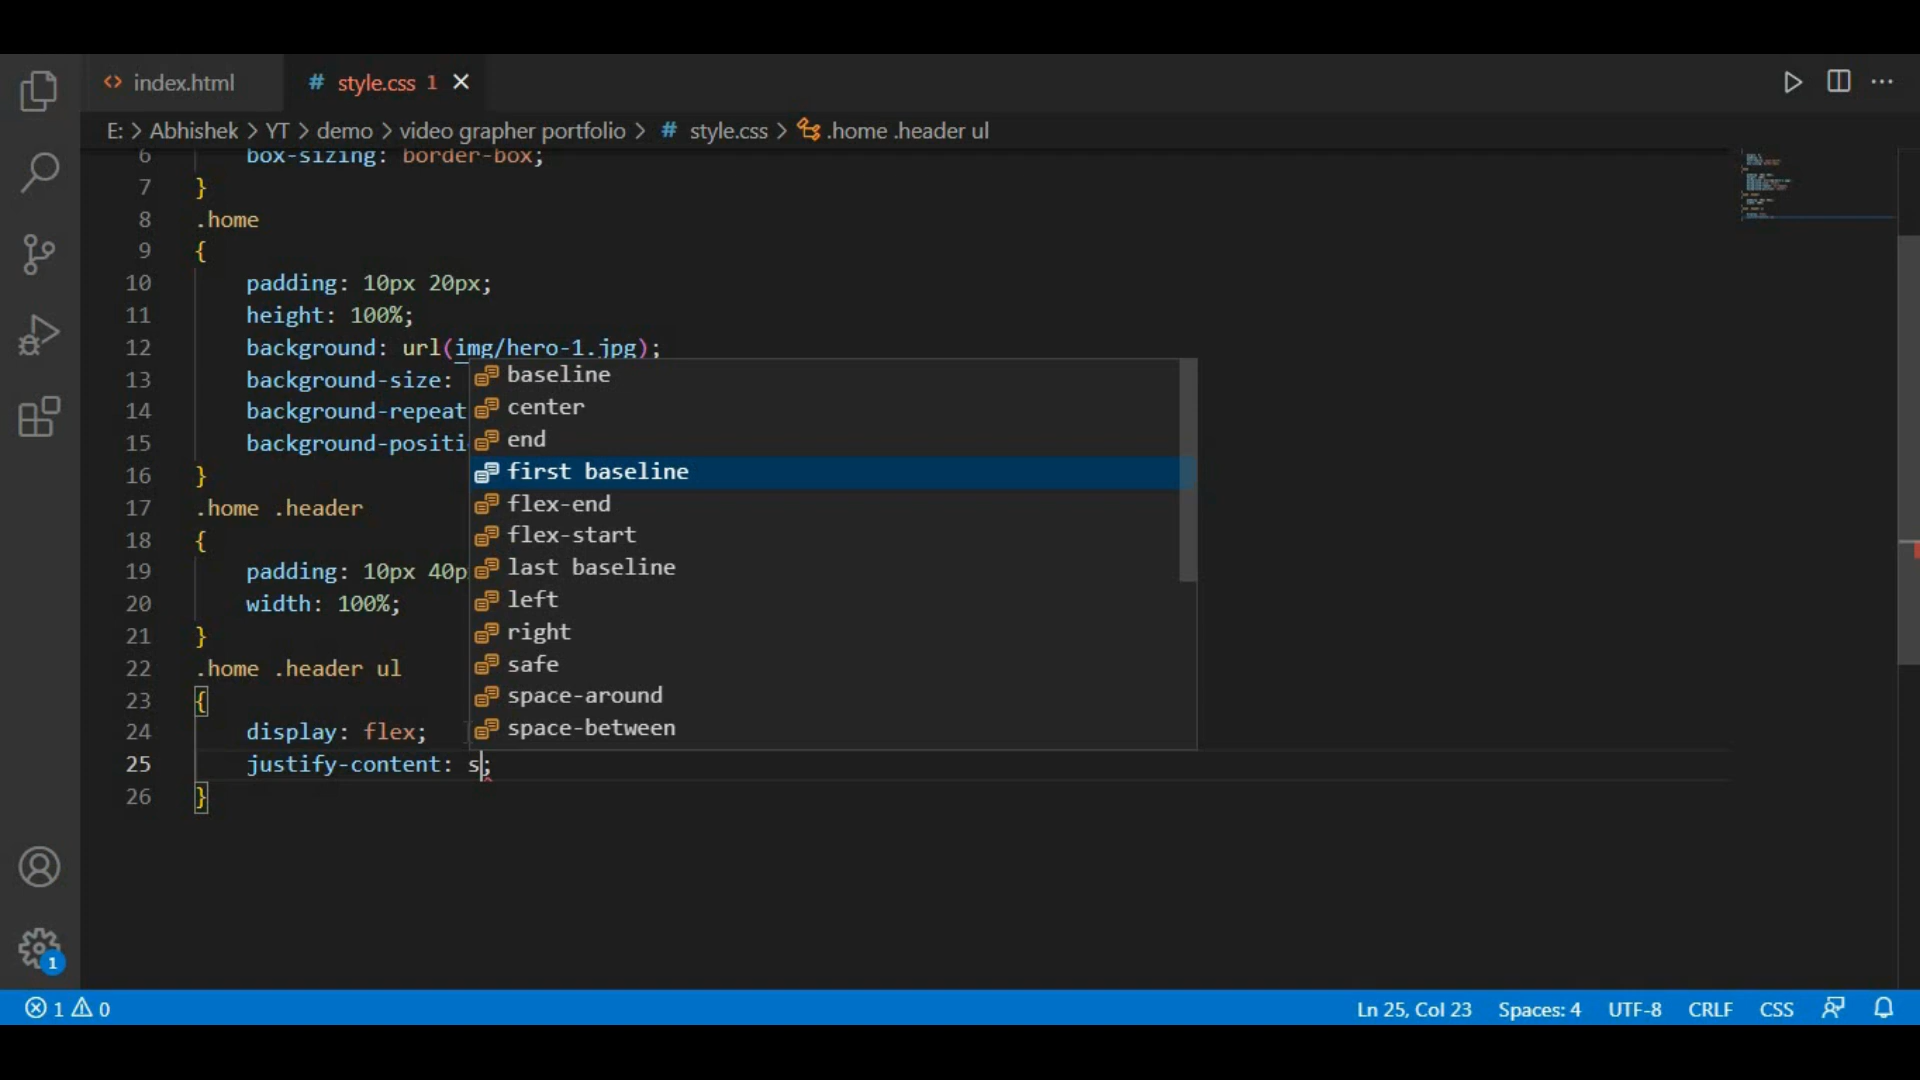 index.html
style.css 1
E: > Abhishek > YT > demo > video grapher portfolio > # style.css > .home .header ul
6 box-sizing: border-box;
7 }
8 .home
9 {
10 padding: 10px 20px;
11 height: 100%;
12 background: url(img/hero-1.jpg);
13 background-size:
14 background-repeat
15 background-positi
16 }
17 .home .header
18 {
19 padding: 10px 40p
20 width: 100%;
21 }
22 .home .header ul
23 {
24 display: flex;
25 justify-content: s;
26 }
baseline
center
end
first baseline
flex-end
flex-start
last baseline
left
right
safe
space-around
space-between
1
1 0
Ln 25, Col 23 Spaces: 4 UTF-8 CRLF CSS